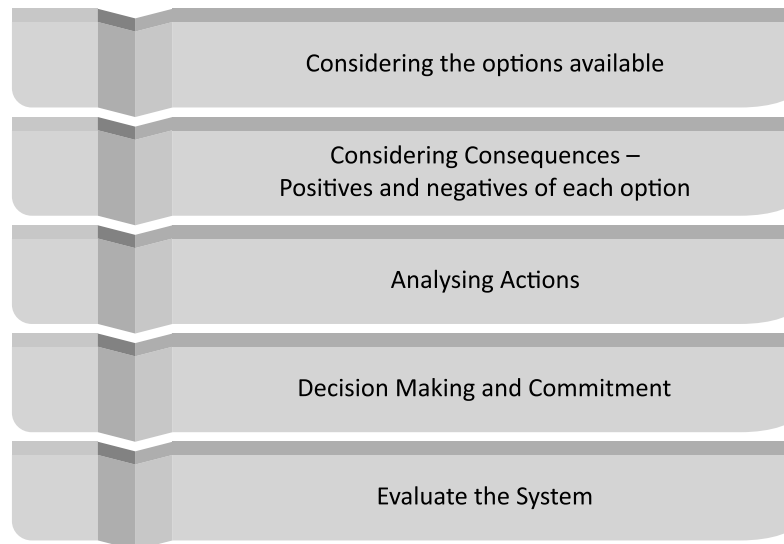 Considering the options available
Considering Consequences –
Positives and negatives of each option
Analysing Actions
Decision Making and Commitment
Evaluate the System